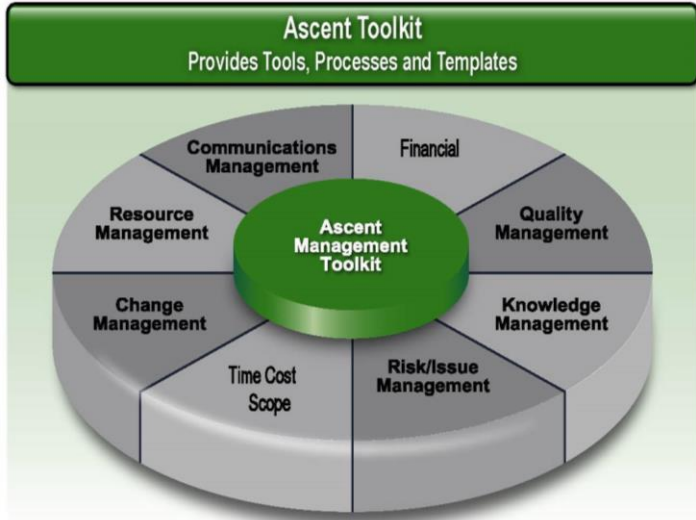 Ascent Toolkit
Provides Tools, Processes and Templates
Communications
Management
Financial
Resource
Management
Quality
Management
Ascent
Management
Toolkit
Change
Management
Knowledge
Management
Time Cost
Scope
Risk/Issue
Management